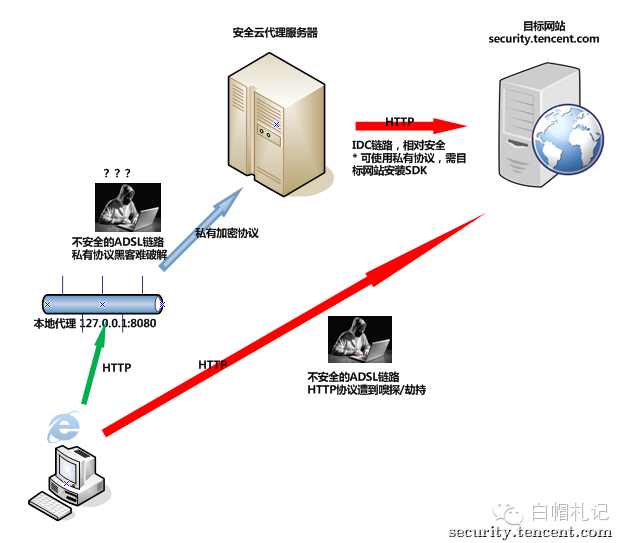 安全云代理服务器
目标网站
security.tencent.com
HTTP
IDC链路，相对安全
* 可使用私有协议，需目
标网站安装SDK
? ? ?
不安全的ADSL链路
私有协议黑客难破解
私有加密协议
本地代理 127.0.0.1:8080
HTTP
HTTP
不安全的ADSL链路
HTTP协议遭到嗅探/劫持
白帽札记
security.tencent.com